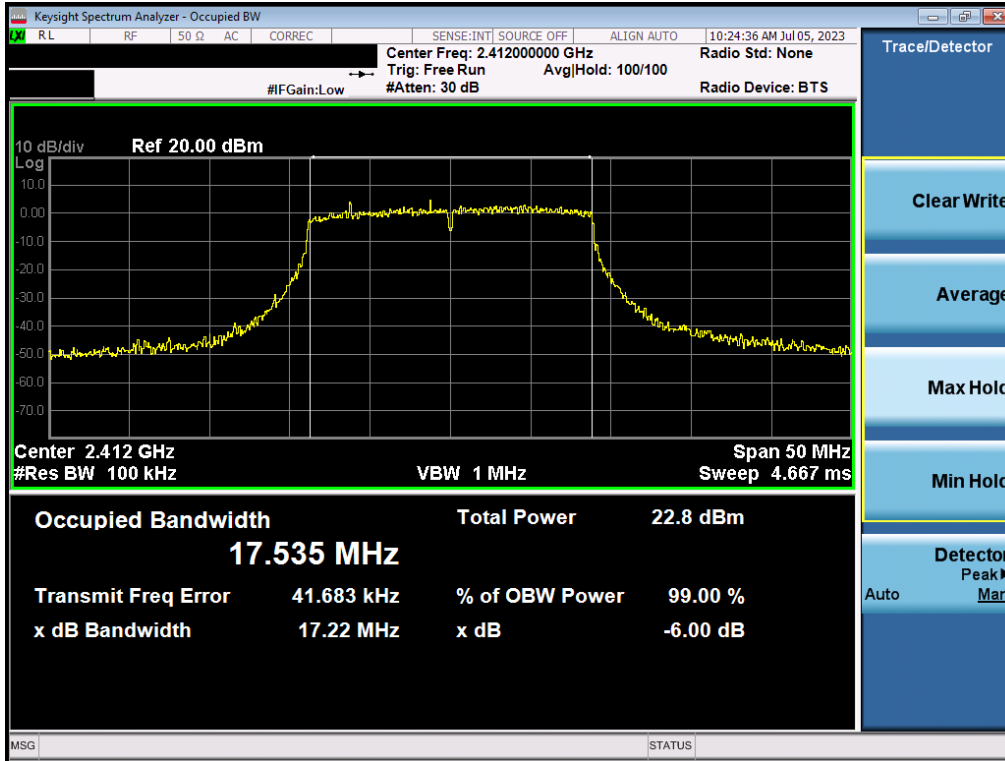 Keysight Spectrum Analyzer - Occupied BW
LXI RL RF 50 Ω AC CORREC SENSE:INT SOURCE OFF ALIGN AUTO 10:24:36 AM Jul 05, 2023
Center Freq: 2.412000000 GHz Radio Std: None
Trig: Free Run Avg|Hold: 100/100
#IFGain:Low #Atten: 30 dB Radio Device: BTS
Trace/Detector
10 dB/div Ref 20.00 dBm
Log
10.0
0.00
-10.0
-20.0
-30.0
-40.0
-50.0
-60.0
-70.0
Center 2.412 GHz Span 50 MHz
#Res BW 100 kHz VBW 1 MHz Sweep 4.667 ms
Occupied Bandwidth Total Power 22.8 dBm
17.535 MHz
Transmit Freq Error 41.683 kHz % of OBW Power 99.00 %
x dB Bandwidth 17.22 MHz x dB -6.00 dB
Clear Write
Average
Max Hold
Min Hold
Detector
Peak▶
Auto Man
MSG STATUS